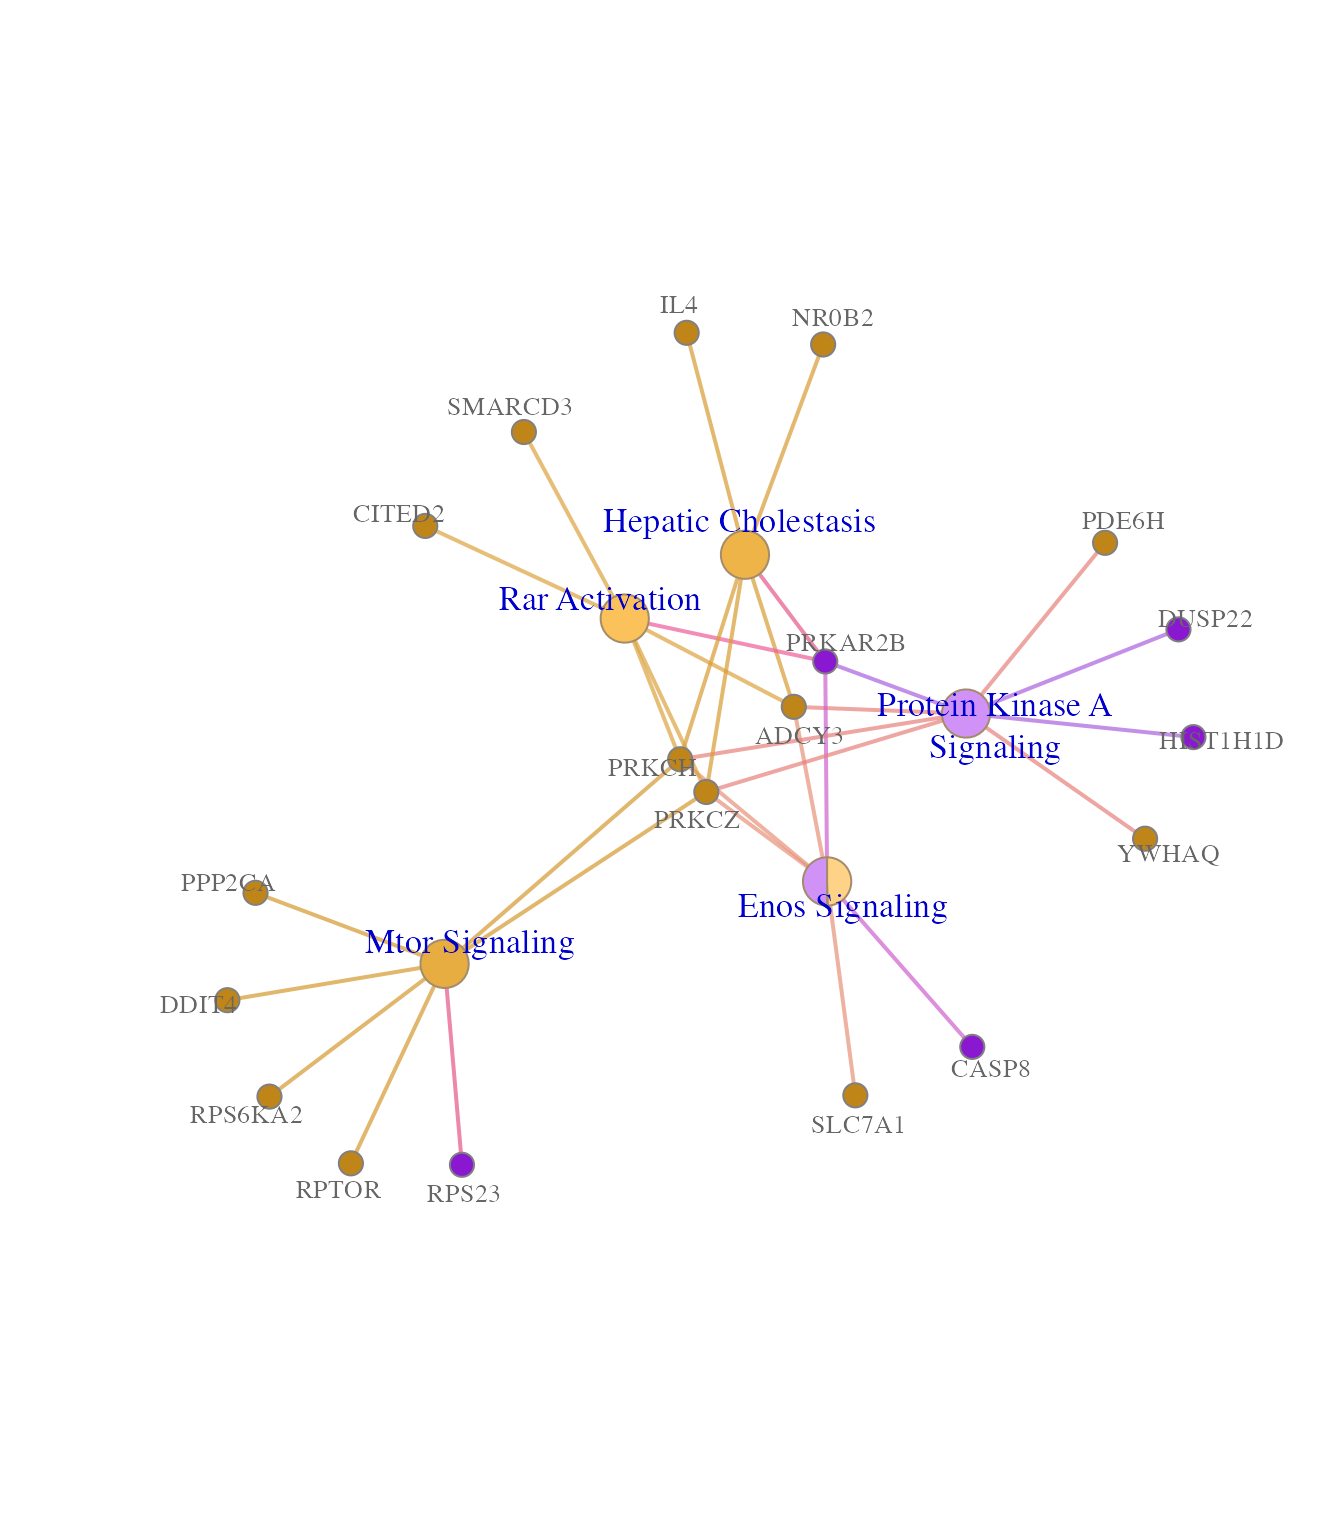 IL4
NR0B2
SMARCD3
CITED2
Hepatic Cholestasis
PDE6H
Rar Activation
DUSP22
PRKAR2B
Protein Kinase A
Signaling
ADCY3
HIST1H1D
PRKCH
PRKCZ
YWHAQ
PPP2CA
Enos Signaling
Mtor Signaling
DDIT4
CASP8
RPS6KA2
SLC7A1
RPTOR
RPS23